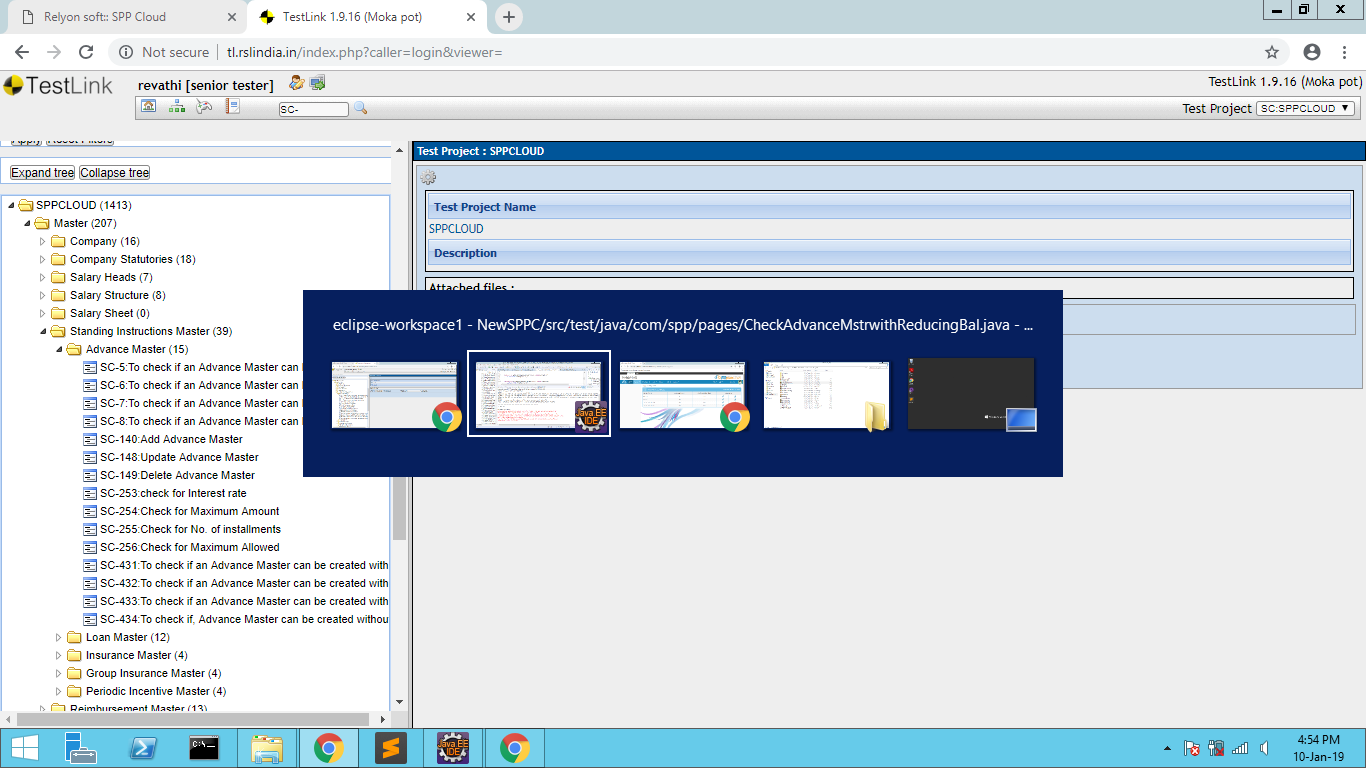 Relyon soft:: SPP Cloud
TestLink 1.9.16 (Moka pot)
Not secure
tl.rslindia.in/index.php?caller=login&viewer=
TestLink
revathi [senior tester]
TestLink 1.9.16 (Moka pot)
SC-
Test Project
SC:SPPCLOUD
Apply
Reset Filters
Expand tree
Collapse tree
SPPCLOUD (1413)
Master (207)
Company (16)
Company Statutories (18)
Salary Heads (7)
Salary Structure (8)
Salary Sheet (0)
Standing Instructions Master (39)
Advance Master (15)
SC-5:To check if an Advance Master can
SC-6:To check if an Advance Master can
SC-7:To check if an Advance Master can
SC-8:To check if an Advance Master can
SC-140:Add Advance Master
SC-148:Update Advance Master
SC-149:Delete Advance Master
SC-253:check for Interest rate
SC-254:Check for Maximum Amount
SC-255:Check for No. of installments
SC-256:Check for Maximum Allowed
SC-431:To check if an Advance Master can be created with
SC-432:To check if an Advance Master can be created with
SC-433:To check if an Advance Master can be created with
SC-434:To check if, Advance Master can be created withou
Loan Master (12)
Insurance Master (4)
Group Insurance Master (4)
Periodic Incentive Master (4)
Reimbursement Master (13)
Test Project : SPPCLOUD
Test Project Name
SPPCLOUD
Description
Attached files :
eclipse-workspace1 - NewSPPC/src/test/java/com/spp/pages/CheckAdvanceMstrwithReducingBal.java - ...
Java EE
IDE
C:\_
Java EE
IDE
4:54 PM
10-Jan-19